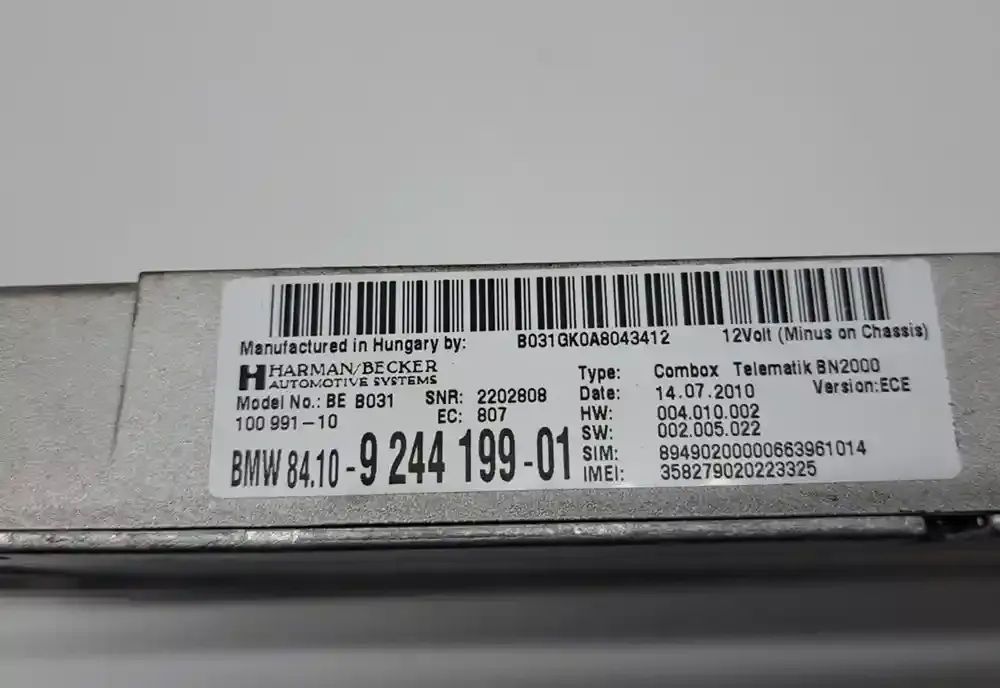 Manufactured in Hungary by: B031GK0A8043412 12Volt (Minus on Chassis)
HARMAN/BECKER
AUTOMOTIVE SYSTEMS
Model No.: BE B031 SNR: 2202808
100 991-10 EC: 807
BMW 84.10-9 244 199-01
Type: Combox Telematik BN2000
Date: 14.07.2010 Version:ECE
HW: 004.010.002
SW: 002.005.022
SIM: 89490200000663961014
IMEI: 358279020223325